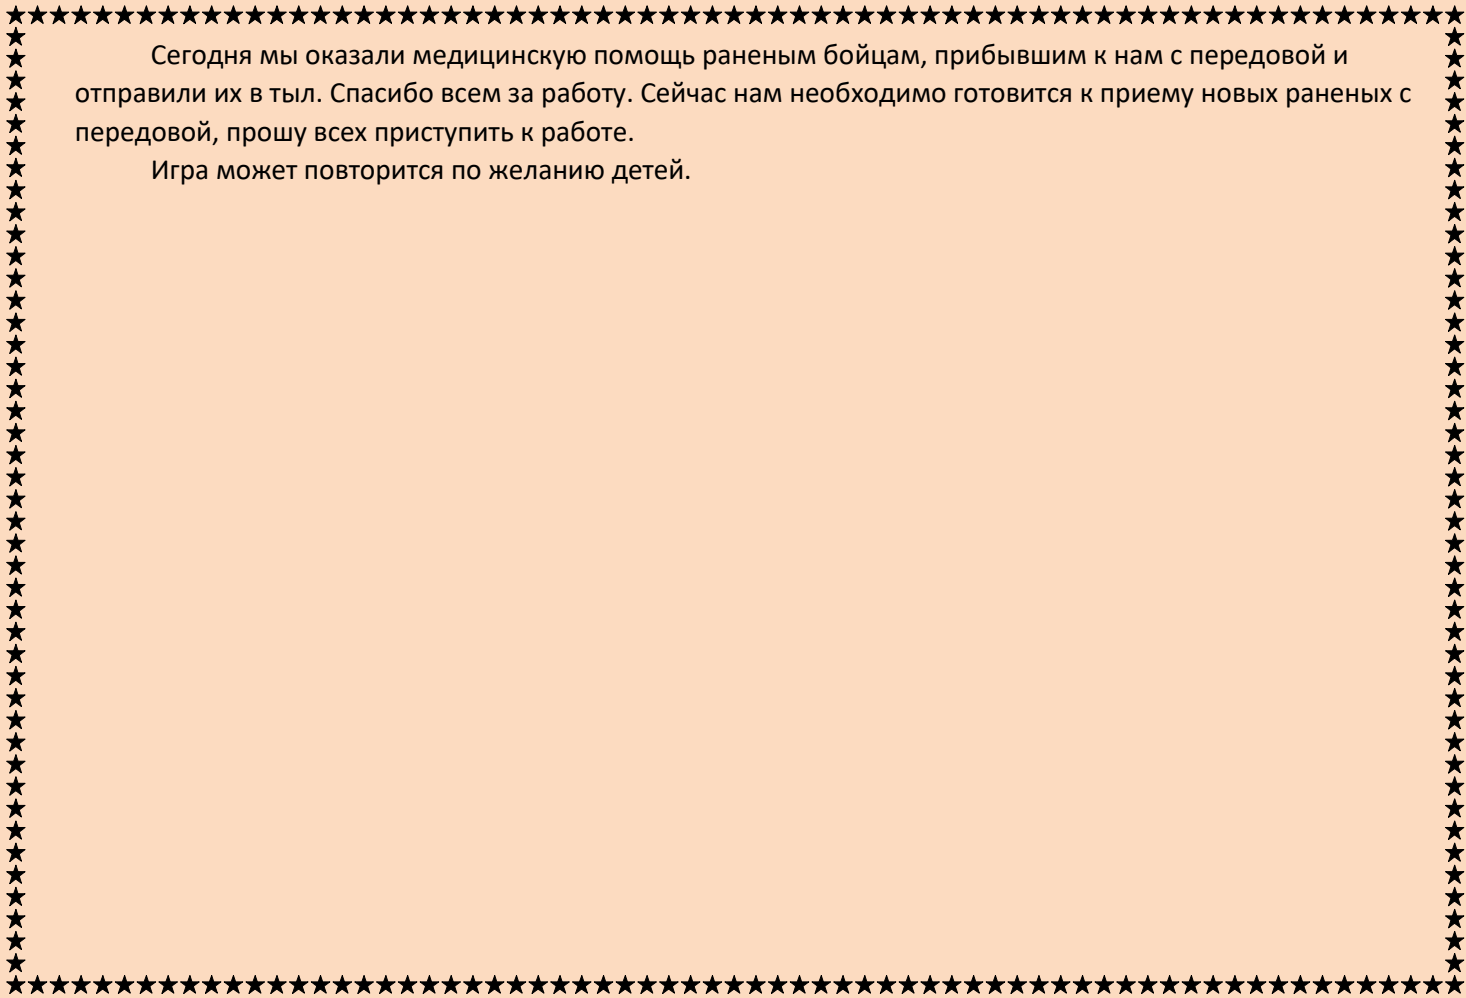 Сегодня мы оказали медицинскую помощь раненым бойцам, прибывшим к нам с передовой и
отправили их в тыл. Спасибо всем за работу. Сейчас нам необходимо готовится к приему новых раненых с
передовой, прошу всех приступить к работе.
Игра может повторится по желанию детей.